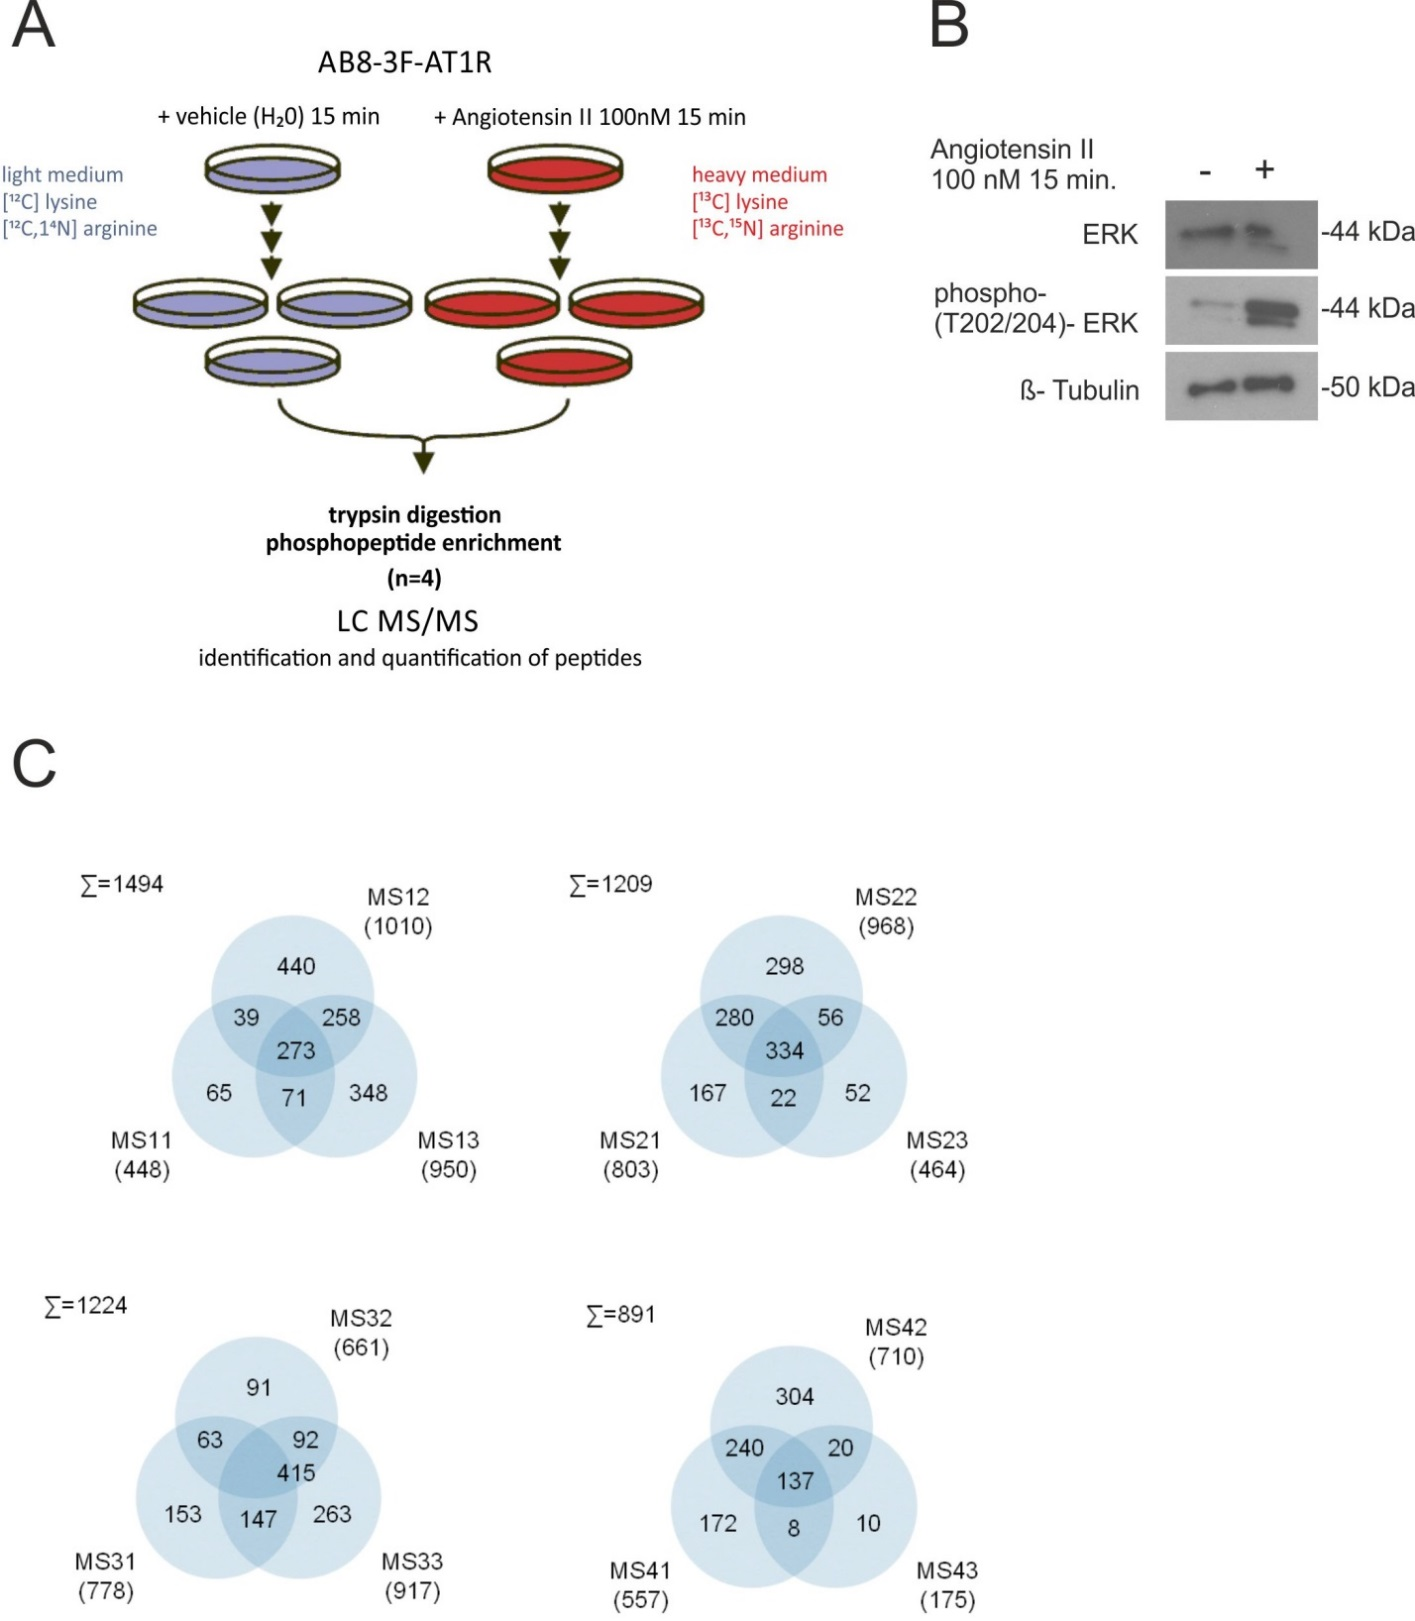 A
AB8-3F-AT1R
+ vehicle (H₂0) 15 min
+ Angiotensin II 100nM 15 min
light medium
[¹²C] lysine
[¹²C,1⁴N] arginine
heavy medium
[¹³C] lysine
[¹³C,¹⁵N] arginine
trypsin digestion
phosphopeptide enrichment
(n=4)
LC MS/MS
identification and quantification of peptides
B
Angiotensin II
100 nM 15 min.
- +
ERK
-44 kDa
phospho-
(T202/204)- ERK
-44 kDa
ß- Tubulin
-50 kDa
C
∑=1494
MS12
(1010)
440
39
258
273
65
71
348
MS11
(448)
MS13
(950)
∑=1209
MS22
(968)
298
280
56
334
167
22
52
MS21
(803)
MS23
(464)
∑=1224
MS32
(661)
91
63
92
415
153
147
263
MS31
(778)
MS33
(917)
∑=891
MS42
(710)
304
240
20
137
172
8
10
MS41
(557)
MS43
(175)